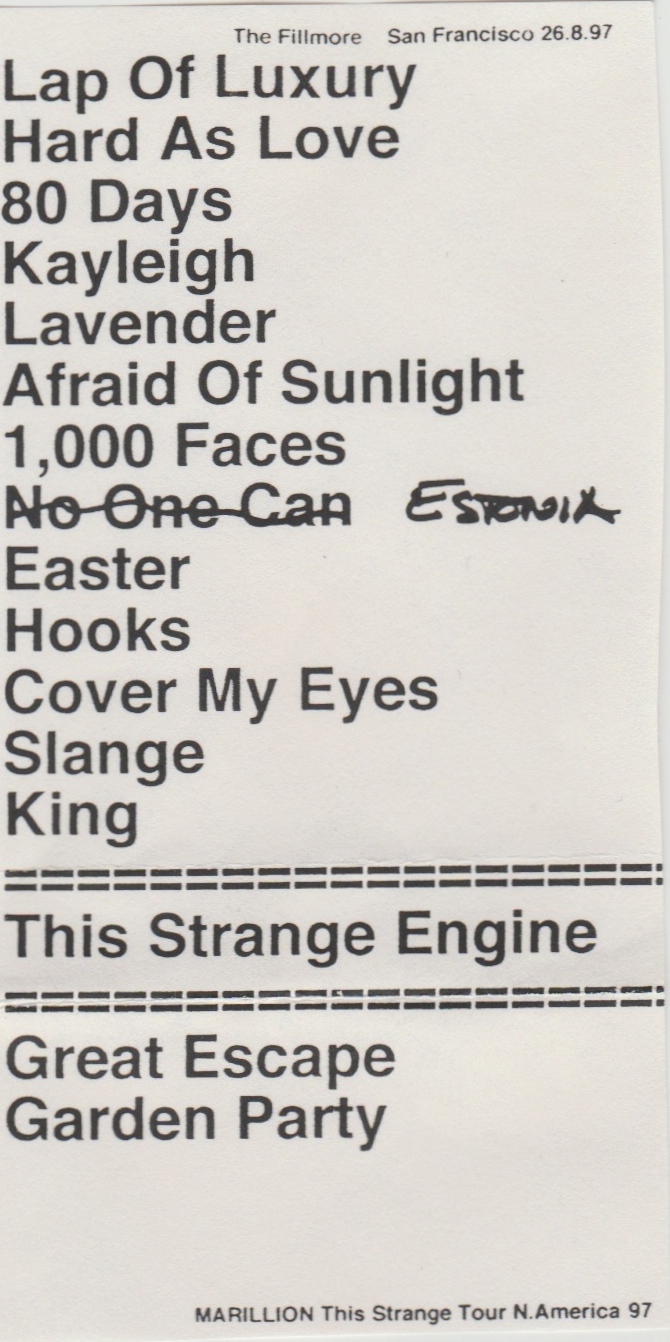 The Fillmore San Francisco 26.8.97
Lap Of Luxury
Hard As Love
80 Days
Kayleigh
Lavender
Afraid Of Sunlight
1,000 Faces
No One Can ESTONIA
Easter
Hooks
Cover My Eyes
Slange
King
======================
This Strange Engine
======================
Great Escape
Garden Party
MARILLION This Strange Tour N.America 97